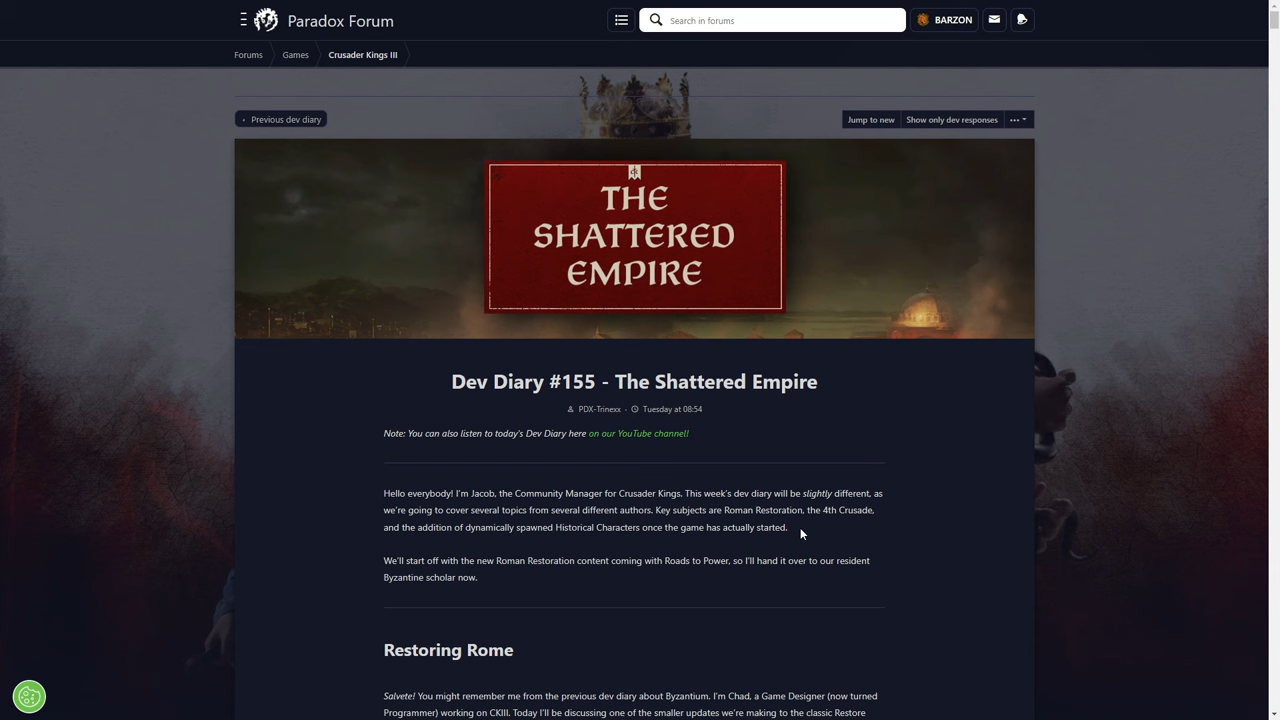 Paradox Forum
Search in forums
BARZON
Forums
Games
Crusader Kings III
Previous dev diary
Jump to new
Show only dev responses
THE
SHATTERED
EMPIRE
Dev Diary #155 - The Shattered Empire
PDX-Trinexx · Tuesday at 08:54
Note: You can also listen to today's Dev Diary here on our YouTube channel!
Hello everybody! I'm Jacob, the Community Manager for Crusader Kings. This week's dev diary will be slightly different, as
we're going to cover several topics from several different authors. Key subjects are Roman Restoration, the 4th Crusade,
and the addition of dynamically spawned Historical Characters once the game has actually started.
We'll start off with the new Roman Restoration content coming with Roads to Power, so I'll hand it over to our resident
Byzantine scholar now.
Restoring Rome
Salvete! You might remember me from the previous dev diary about Byzantium. I'm Chad, a Game Designer (now turned
Programmer) working on CKIII. Today I'll be discussing one of the smaller updates we're making to the classic Restore